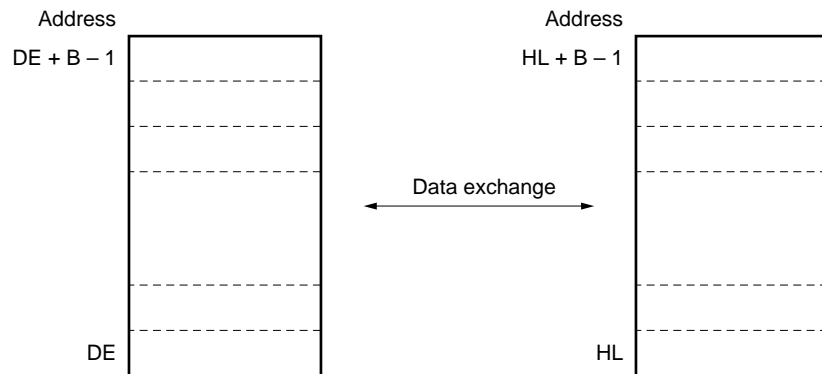 Address
DE + B – 1
DE
Data exchange
Address
HL + B – 1
HL